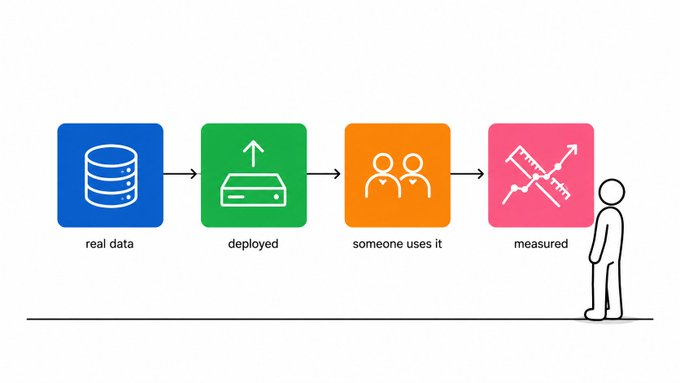 real data
deployed
someone uses it
measured